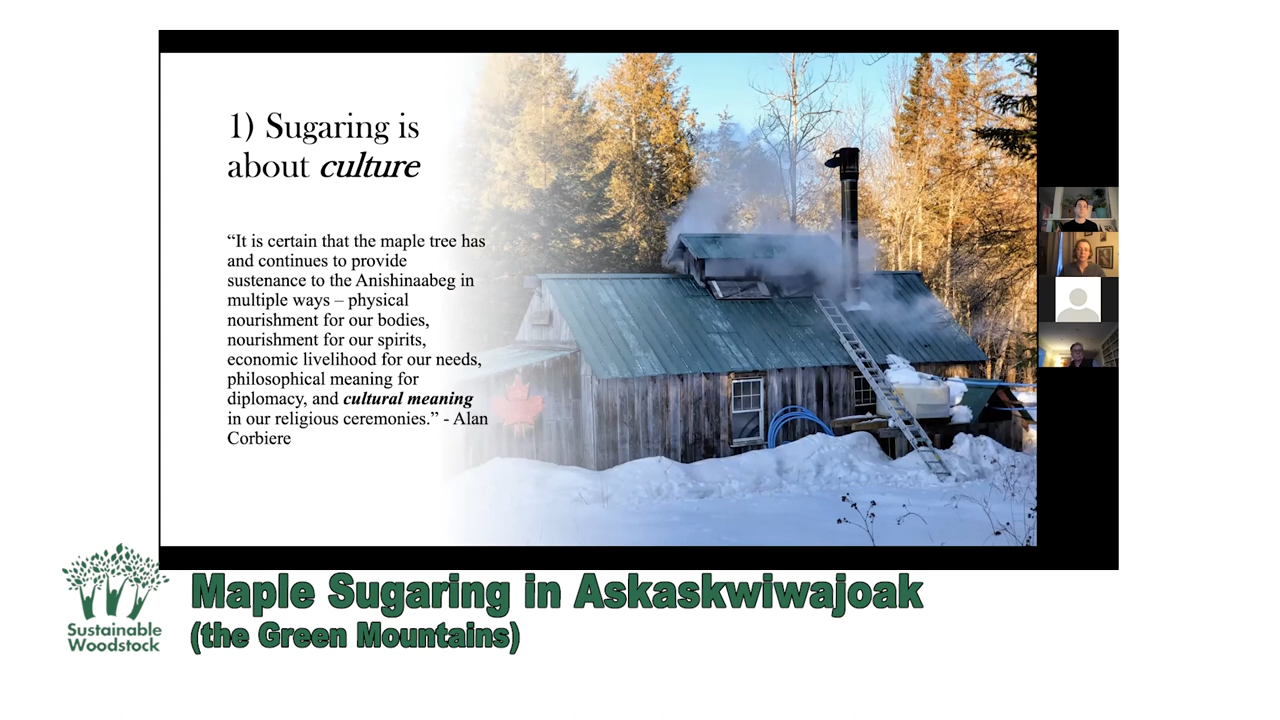 1) Sugaring is
about culture
“It is certain that the maple tree has
and continues to provide
sustenance to the Anishinaabeg in
multiple ways – physical
nourishment for our bodies,
nourishment for our spirits,
economic livelihood for our needs,
philosophical meaning for
diplomacy, and cultural meaning
in our religious ceremonies.” - Alan
Corbiere
Sustainable
Woodstock
Maple Sugaring in Askaskwiwajoak
(the Green Mountains)